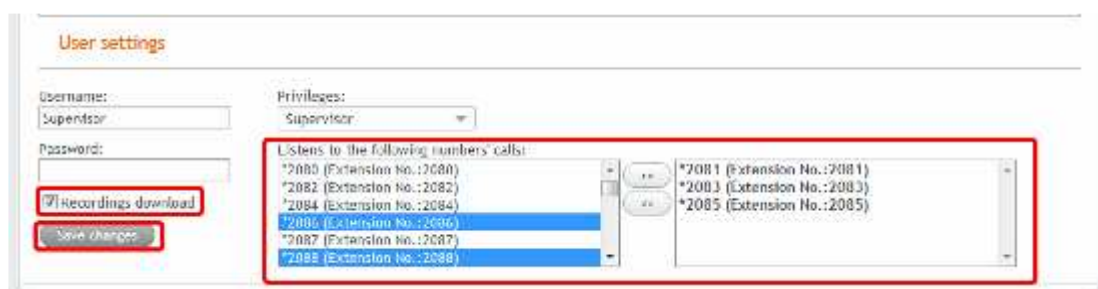 User settings
Username:
Supervisor
Privileges:
Supervisor
Password:
Recordings download
Save changes
Listens to the following numbers' calls:
*2080 (Extension No.:2080)
*2082 (Extension No.:2082)
*2084 (Extension No.:2084)
*2086 (Extension No.:2086)
*2087 (Extension No.:2087)
*2088 (Extension No.:2088)
*2081 (Extension No.:2081)
*2083 (Extension No.:2083)
*2085 (Extension No.:2085)